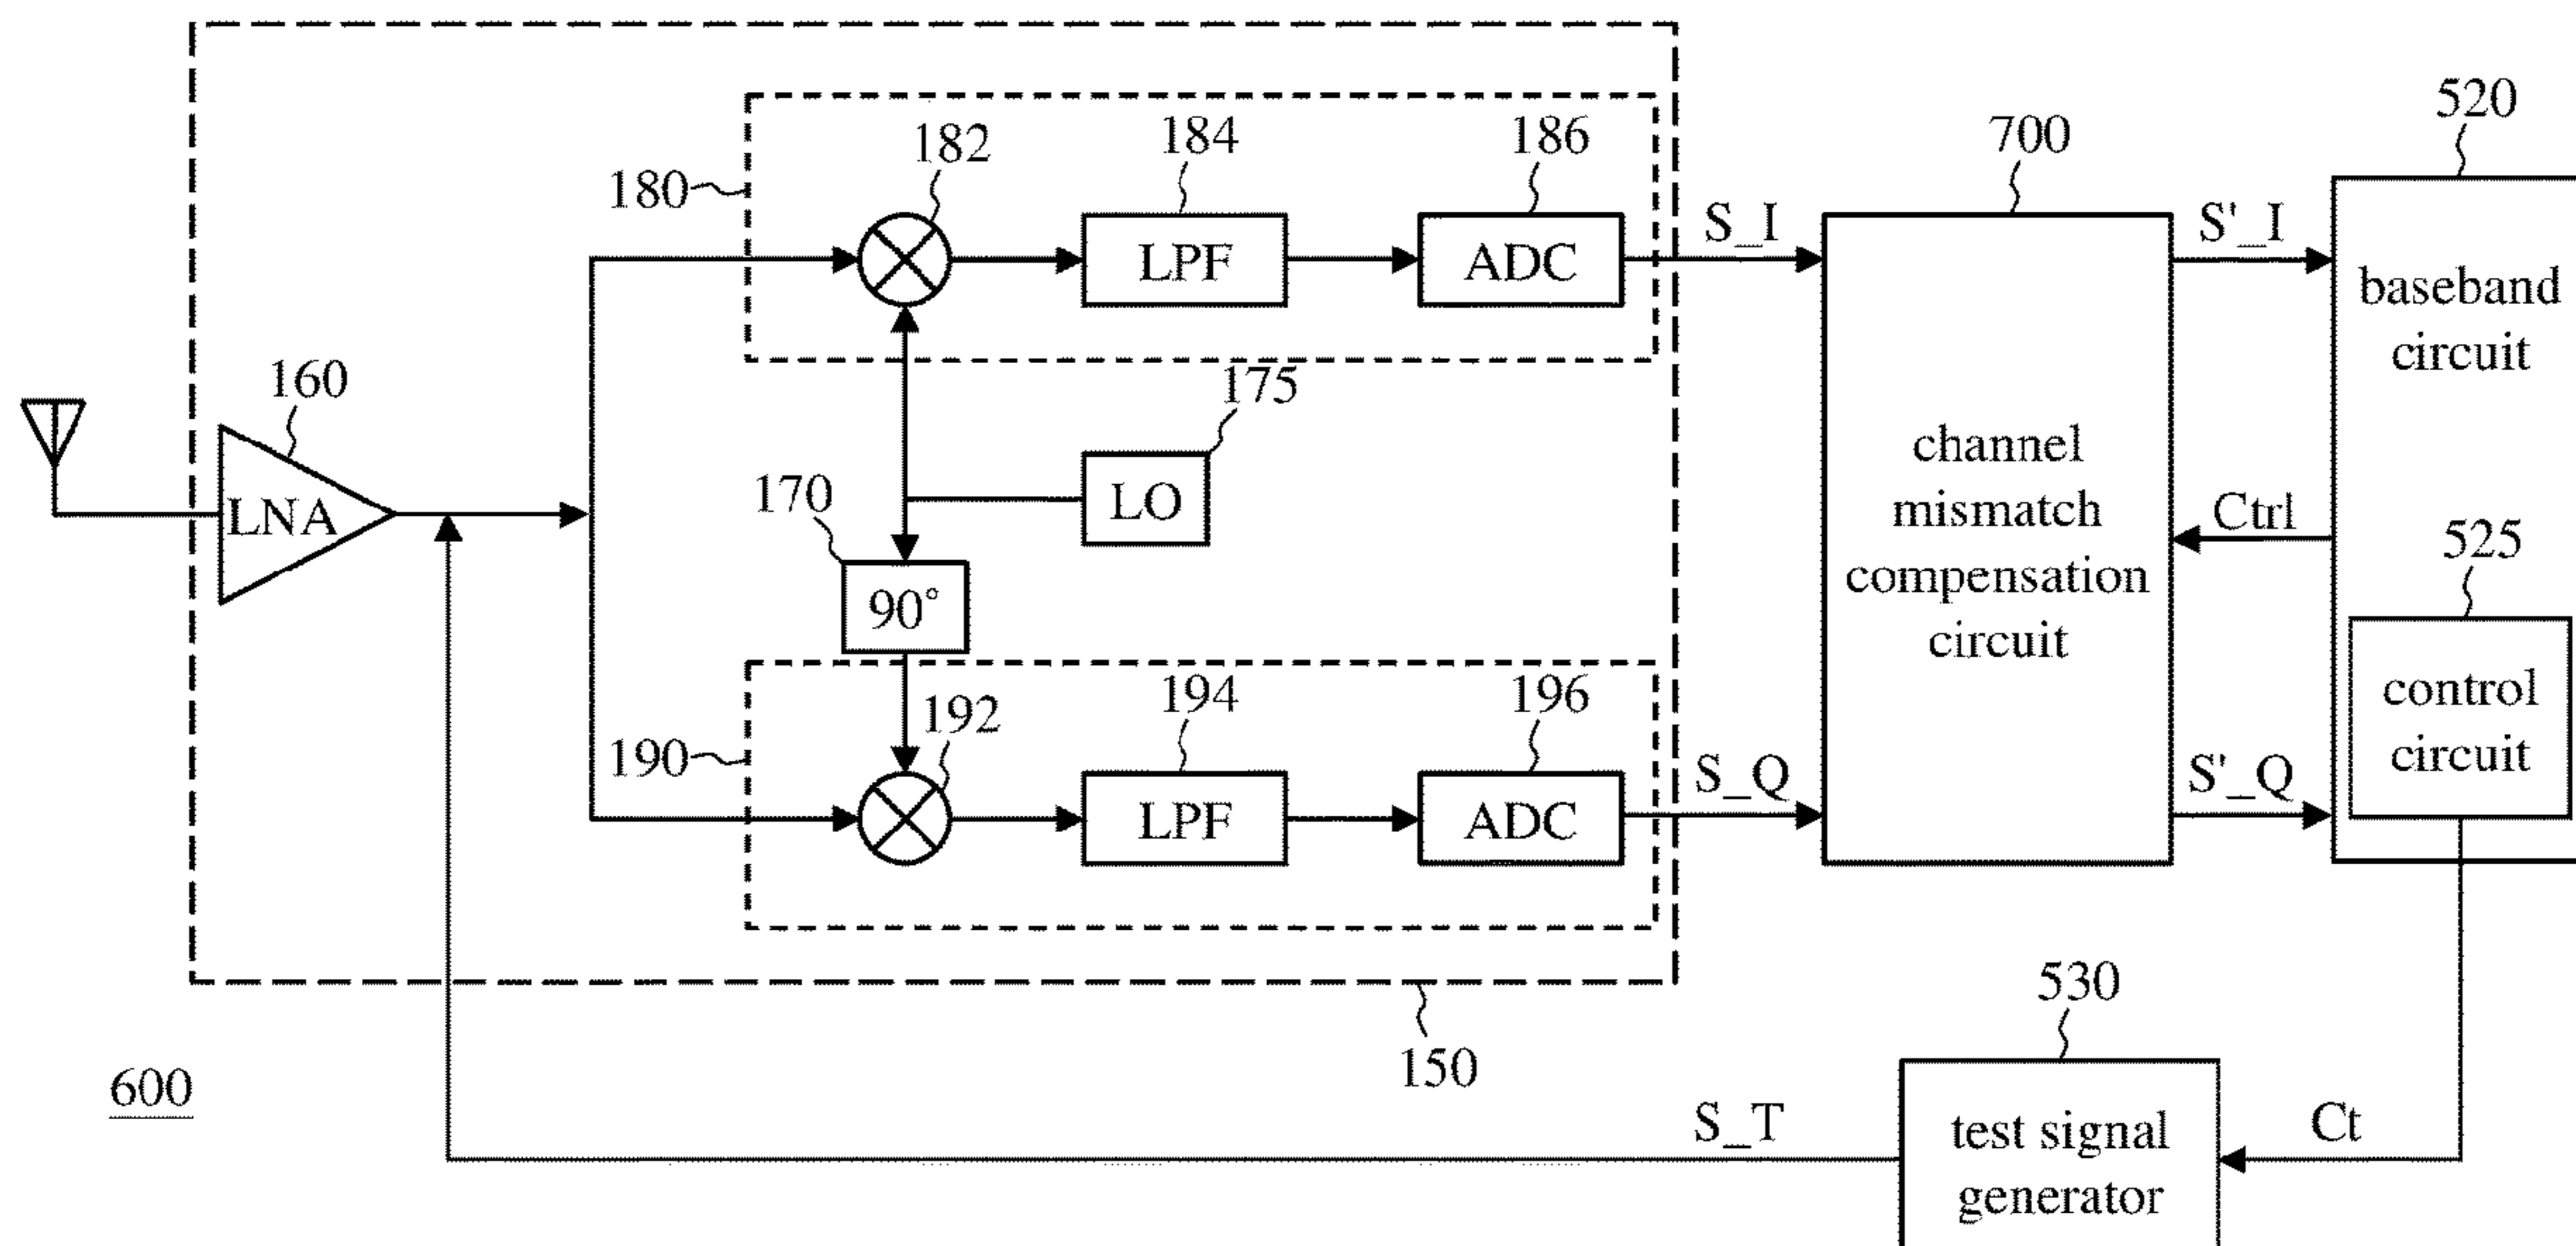 520
182
184
186
700
180
S_I
S'_I
LPF
ADC
baseband
circuit
160
175
channel
mismatch
compensation
circuit
LNA
170
LO
Ctrl
525
90°
192
194
196
control
circuit
190
S_Q
S'_Q
LPF
ADC
530
150
600
S_T
test signal
generator
Ct